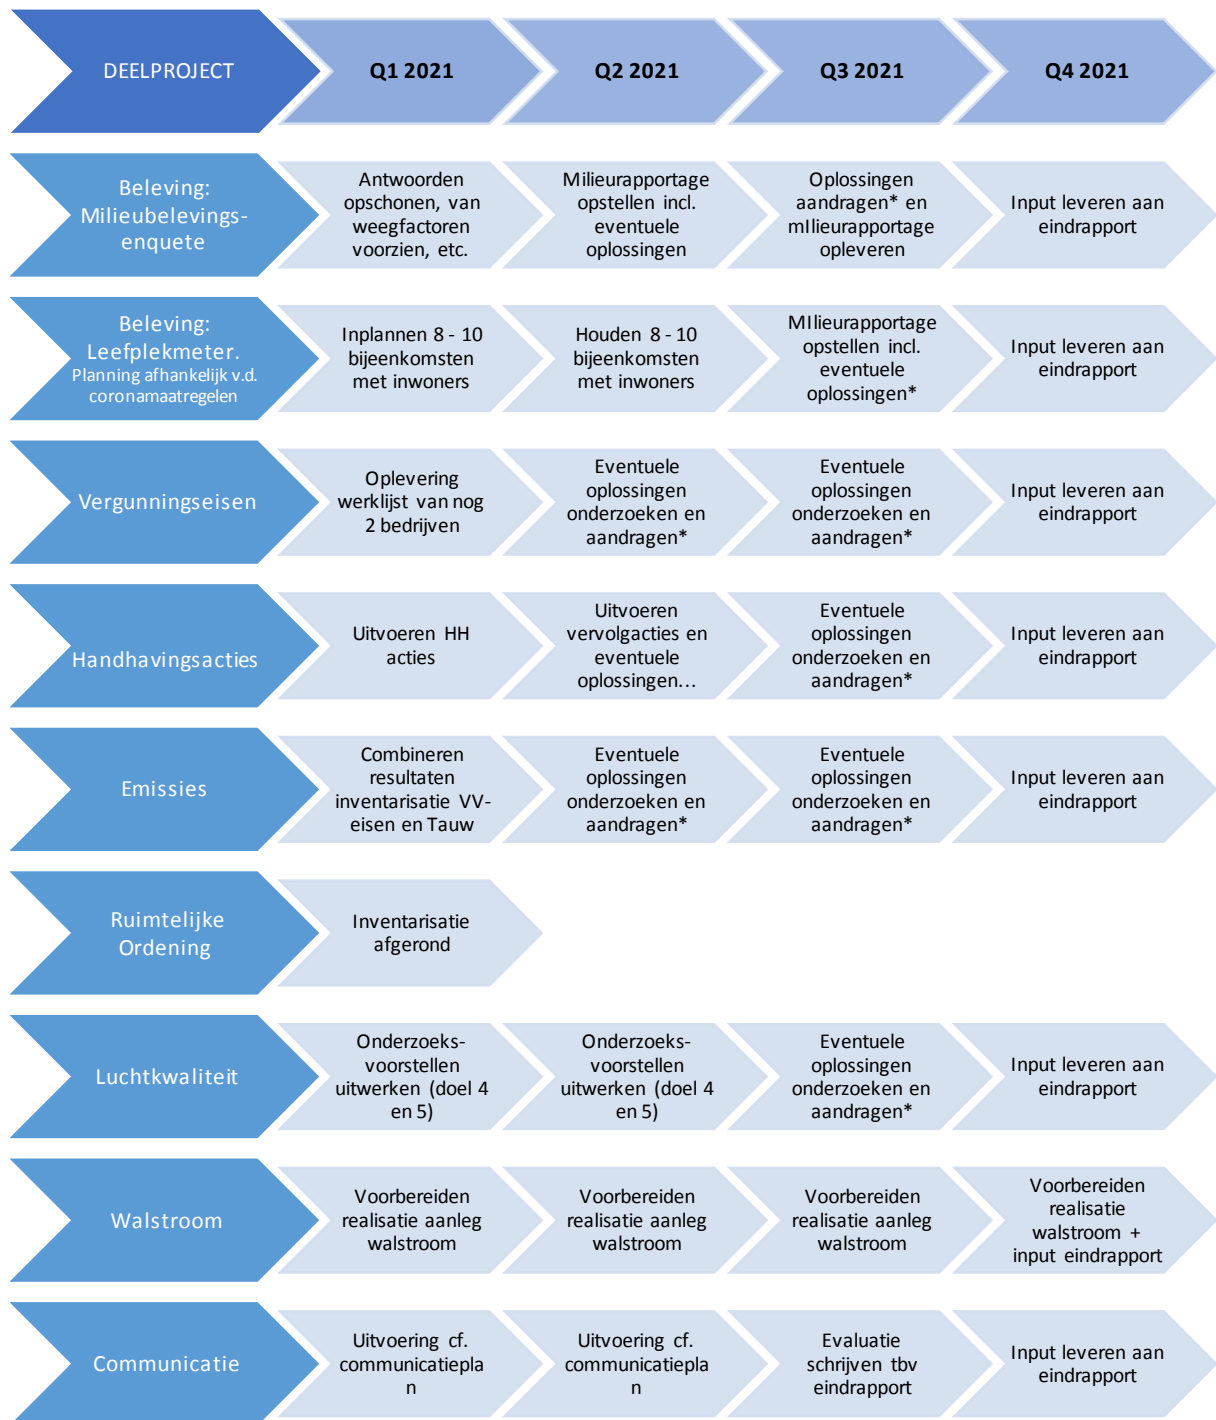 DEELPROJECT
Q1 2021
Q2 2021
Q3 2021
Q4 2021
Beleving:
Milieubelevings-
enquete
Antwoorden
opschonen, van
weegfactoren
voorzien, etc.
Milieurapportage
opstellen incl.
eventuele
oplossingen
Oplossingen
aandragen* en
mIlieurapportage
opleveren
Input leveren aan
eindrapport
Beleving:
Leefplekmeter.
Planning afhankelijk v.d.
coronamaatregelen
Inplannen 8 - 10
bijeenkomsten
met inwoners
Houden 8 - 10
bijeenkomsten
met inwoners
MIlieurapportage
opstellen incl.
eventuele
oplossingen*
Input leveren aan
eindrapport
Vergunningseisen
Oplevering
werklijst van nog
2 bedrijven
Eventuele
oplossingen
onderzoeken en
aandragen*
Eventuele
oplossingen
onderzoeken en
aandragen*
Input leveren aan
eindrapport
Handhavingsacties
Uitvoeren HH
acties
Uitvoeren
vervolgacties en
eventuele
oplossingen…
Eventuele
oplossingen
onderzoeken en
aandragen*
Input leveren aan
eindrapport
Emissies
Combineren
resultaten
inventarisatie VV-
eisen en Tauw
Eventuele
oplossingen
onderzoeken en
aandragen*
Eventuele
oplossingen
onderzoeken en
aandragen*
Input leveren aan
eindrapport
Ruimtelijke
Ordening
Inventarisatie
afgerond
Luchtkwaliteit
Onderzoeks-
voorstellen
uitwerken (doel 4
en 5)
Onderzoeks-
voorstellen
uitwerken (doel 4
en 5)
Eventuele
oplossingen
onderzoeken en
aandragen*
Input leveren aan
eindrapport
Walstroom
Voorbereiden
realisatie aanleg
walstroom
Voorbereiden
realisatie aanleg
walstroom
Voorbereiden
realisatie aanleg
walstroom
Voorbereiden
realisatie
walstroom +
input eindrapport
Communicatie
Uitvoering cf.
communicatiepla
n
Uitvoering cf.
communicatiepla
n
Evaluatie
schrijven tbv
eindrapport
Input leveren aan
eindrapport